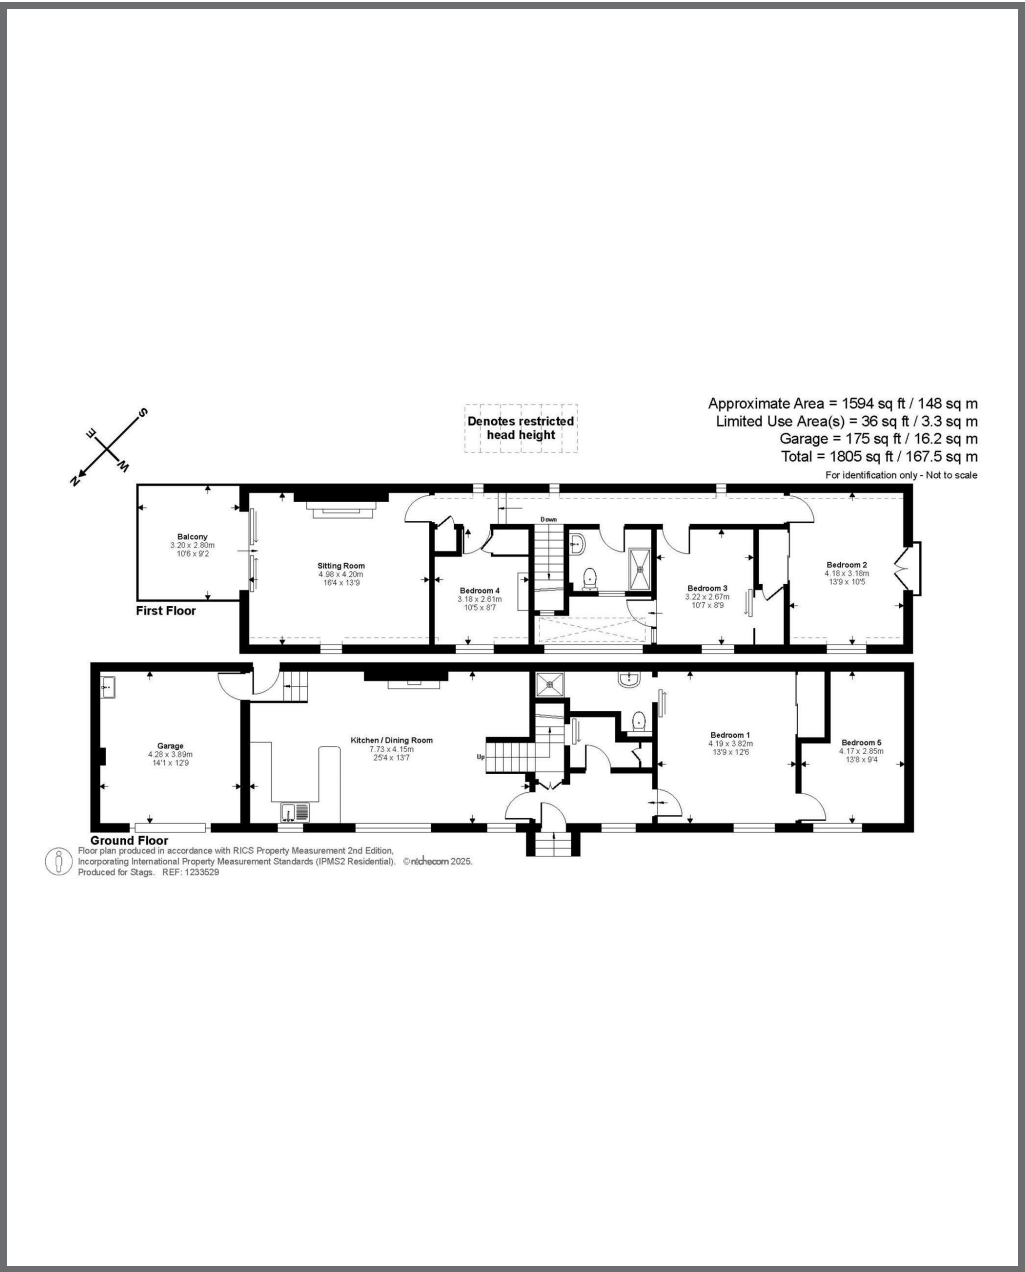 Approximate Area = 1594 sq ft / 148 sq m
Limited Use Area(s) = 36 sq ft / 3.3 sq m
Garage = 175 sq ft / 16.2 sq m
Total = 1805 sq ft / 167.5 sq m
For identification only - Not to scale
Denotes restricted
head height
S
E
W
N
Balcony
3.20 x 2.80m
10'6 x 9'2
First Floor
Sitting Room
4.98 x 4.20m
16'4 x 13'9
Bedroom 4
3.18 x 2.61m
10'5 x 8'7
Down
Bedroom 3
3.22 x 2.67m
10'7 x 8'9
Bedroom 2
4.18 x 3.18m
13'9 x 10'5
Garage
4.28 x 3.89m
14'1 x 12'9
Kitchen / Dining Room
7.73 x 4.15m
25'4 x 13'7
Up
Bedroom 1
4.19 x 3.82m
13'9 x 12'6
Bedroom 5
4.17 x 2.85m
13'8 x 9'4
Ground Floor
Floor plan produced in accordance with RICS Property Measurement 2nd Edition,
Incorporating International Property Measurement Standards (IPMS2 Residential). ©nichecom 2025.
Produced for Stags. REF: 1233529